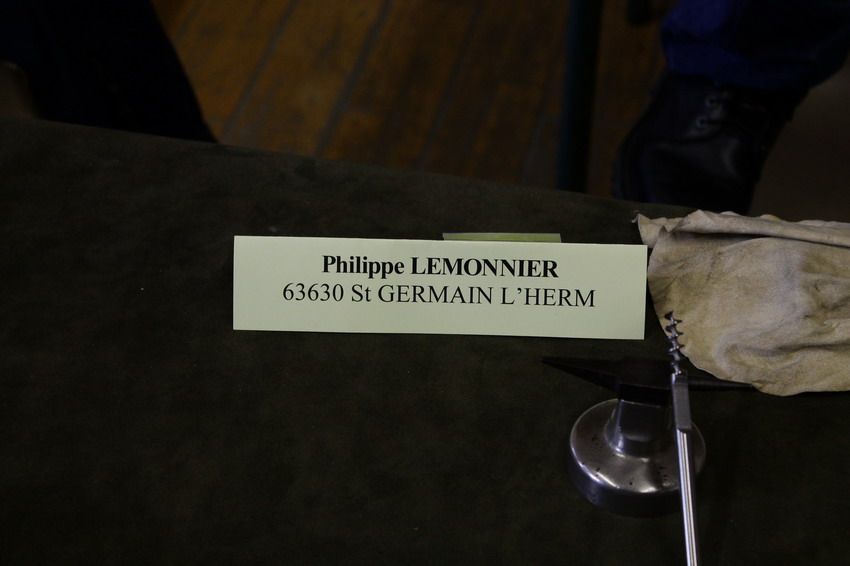 Philippe LEMONNIER
63630 St GERMAIN L'HERM